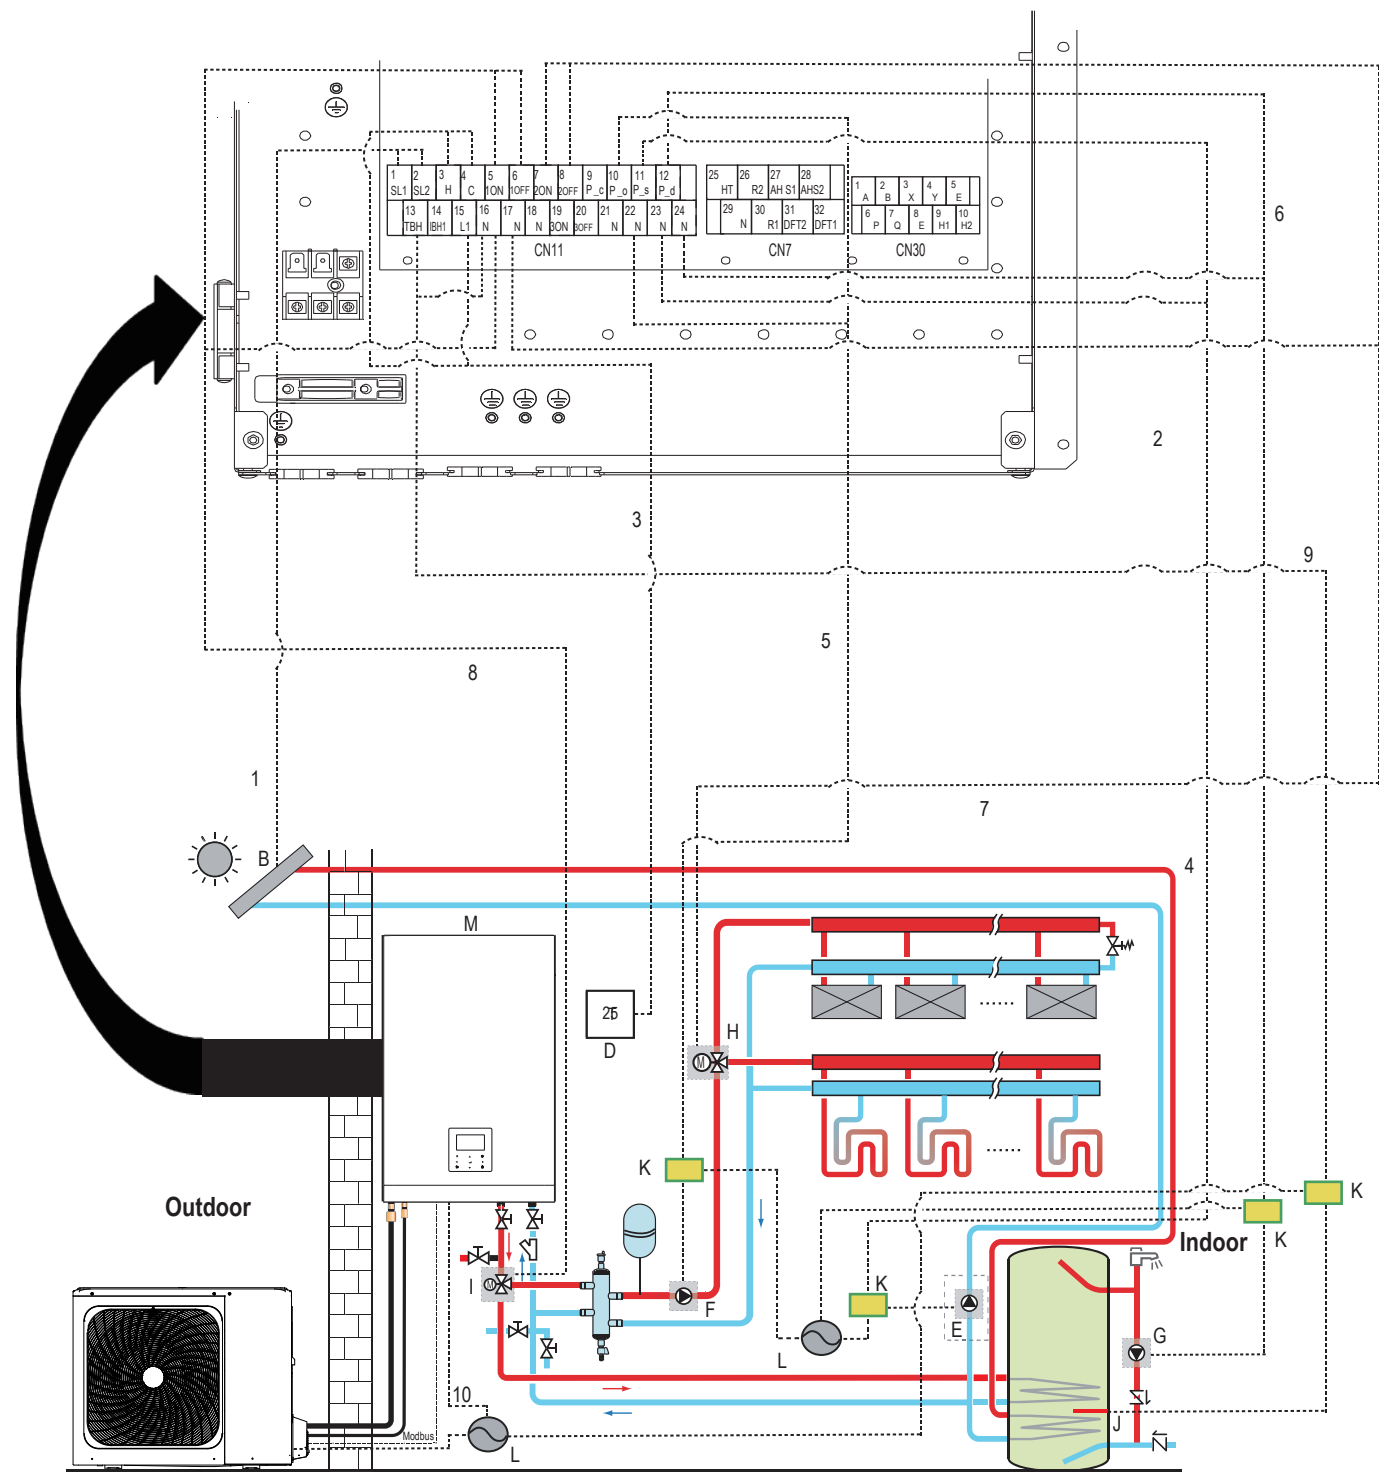 1 2 3 4 5 6 7 8 9 10 11 12
SL1 SL2 H C 1ON 1OFF 2ON 2OFF P_c P_o P_s P_d
13 14 15 16 17 18 19 20 21 22 23 24
TBH IBH1 L1 N N N 3ON 3OFF N N N N
CN11
25 26 27 28
HT R2 AH S1 AHS2
29 30 31 32
N R1 DFT2 DFT1
CN7
1 2 3 4 5
A B X Y E
6 7 8 9 10
P Q E H1 H2
CN30
6
2
3
9
5
8
1
7
B
4
M
D
H
M
K
K
Outdoor
K
Indoor
I
M
K
F
E
G
L
10
J
Modbus
L